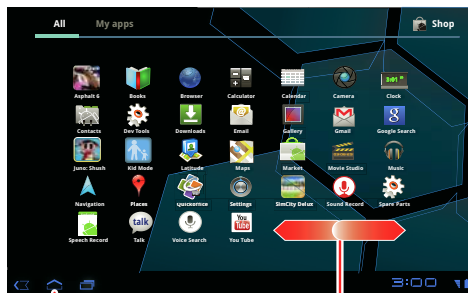 All My apps Shop
Asphalt 6 Books Browser Calculator Calendar Camera Clock
Contacts Dev Tools Downloads Email Gallery Gmail Google Search
Juno: Shush Kid Mode Latitude Maps Market Movie Studio Music
Navigation Places Quickoffice Settings SimCity Delux Sound Record Spare Parts
Speech Record Talk Voice Search You Tube
3:00